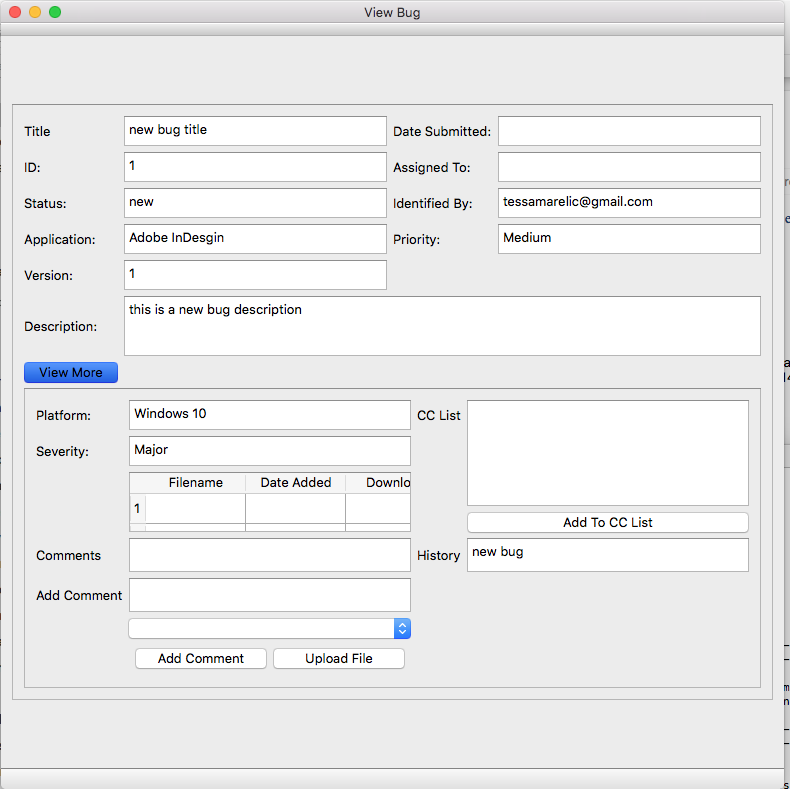 View Bug
Title new bug title Date Submitted:
ID: 1 Assigned To:
Status: new Identified By: tessamarelic@gmail.com
Application: Adobe InDesgin Priority: Medium
Version: 1
Description: this is a new bug description
View More
Platform: Windows 10 CC List
Severity: Major
Filename Date Added Downlo
1
Add To CC List
Comments History new bug
Add Comment
Add Comment Upload File